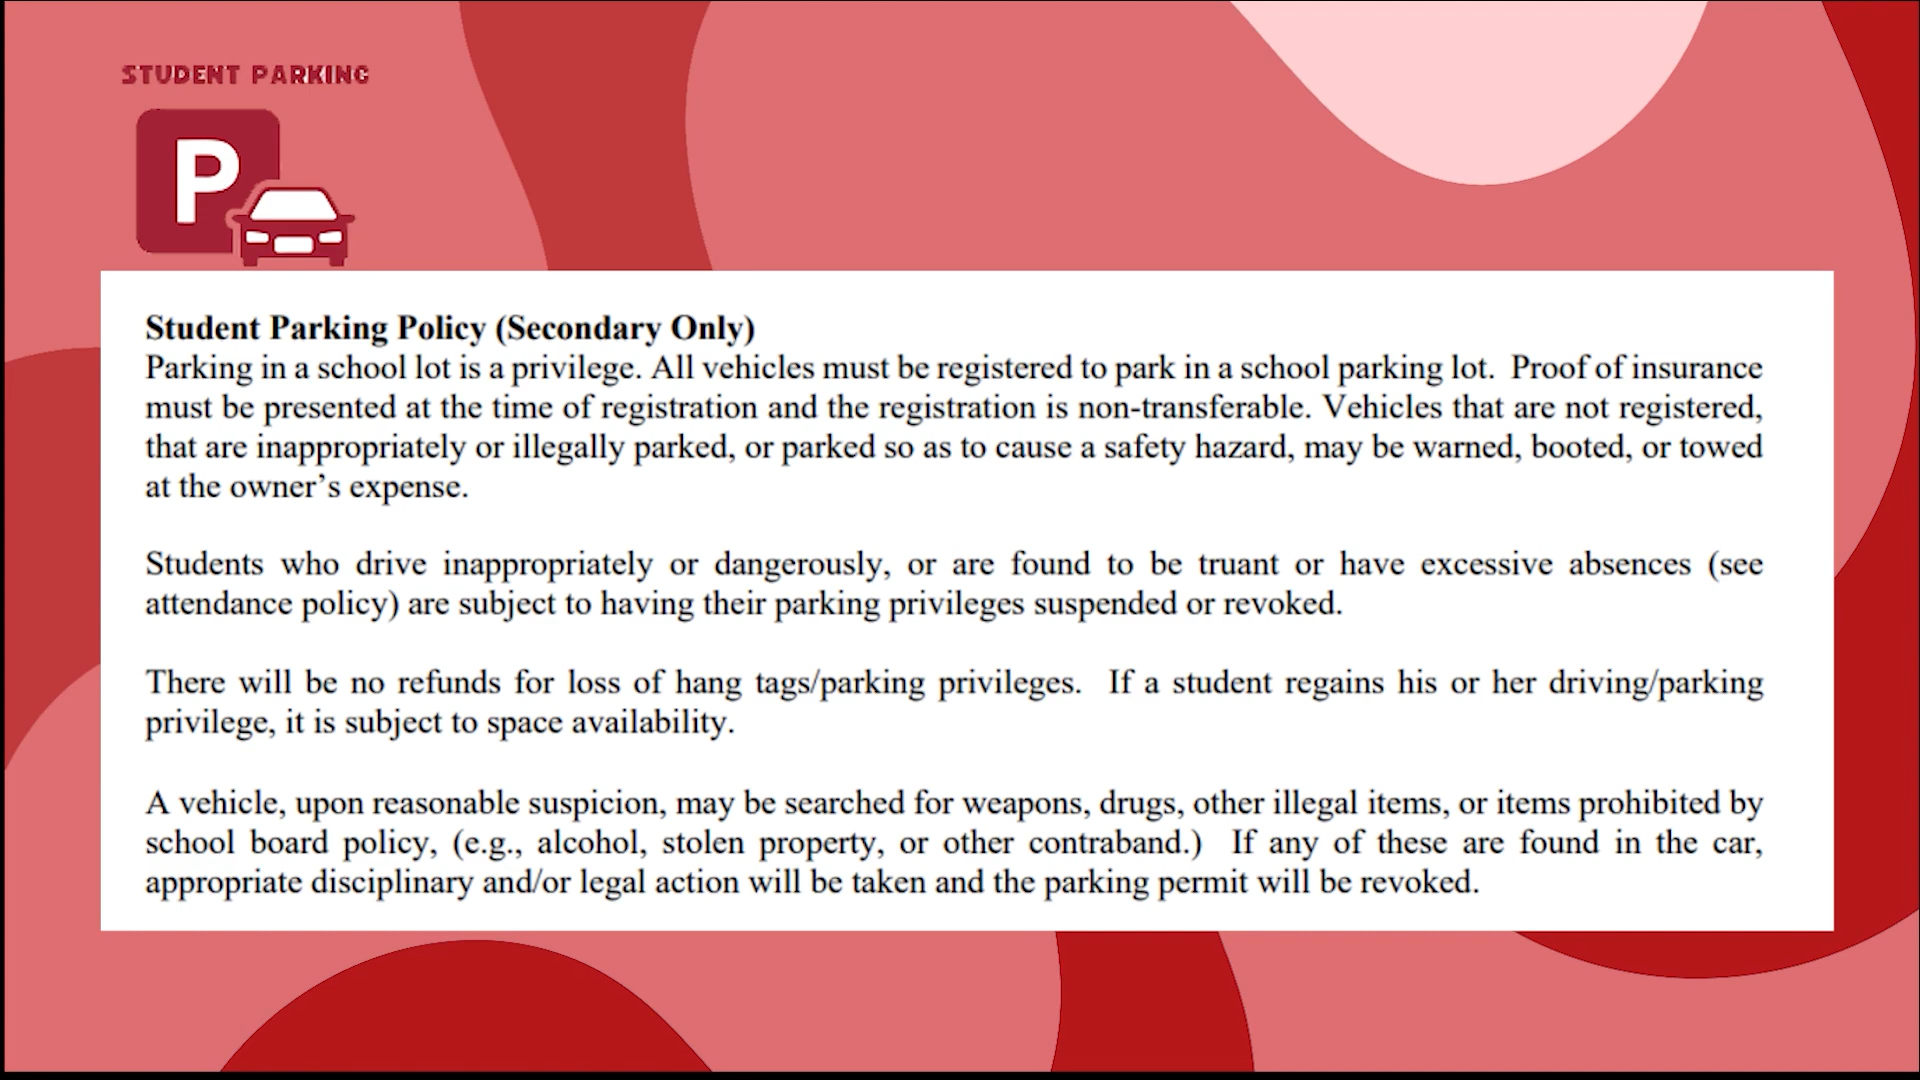 STUDENT PARKING
P
Student Parking Policy (Secondary Only)
Parking in a school lot is a privilege. All vehicles must be registered to park in a school parking lot.  Proof of insurance
must be presented at the time of registration and the registration is non-transferable. Vehicles that are not registered,
that are inappropriately or illegally parked, or parked so as to cause a safety hazard, may be warned, booted, or towed
at the owner’s expense.
Students who drive inappropriately or dangerously, or are found to be truant or have excessive absences (see
attendance policy) are subject to having their parking privileges suspended or revoked.
There will be no refunds for loss of hang tags/parking privileges.  If a student regains his or her driving/parking
privilege, it is subject to space availability.
A vehicle, upon reasonable suspicion, may be searched for weapons, drugs, other illegal items, or items prohibited by
school board policy, (e.g., alcohol, stolen property, or other contraband.)  If any of these are found in the car,
appropriate disciplinary and/or legal action will be taken and the parking permit will be revoked.